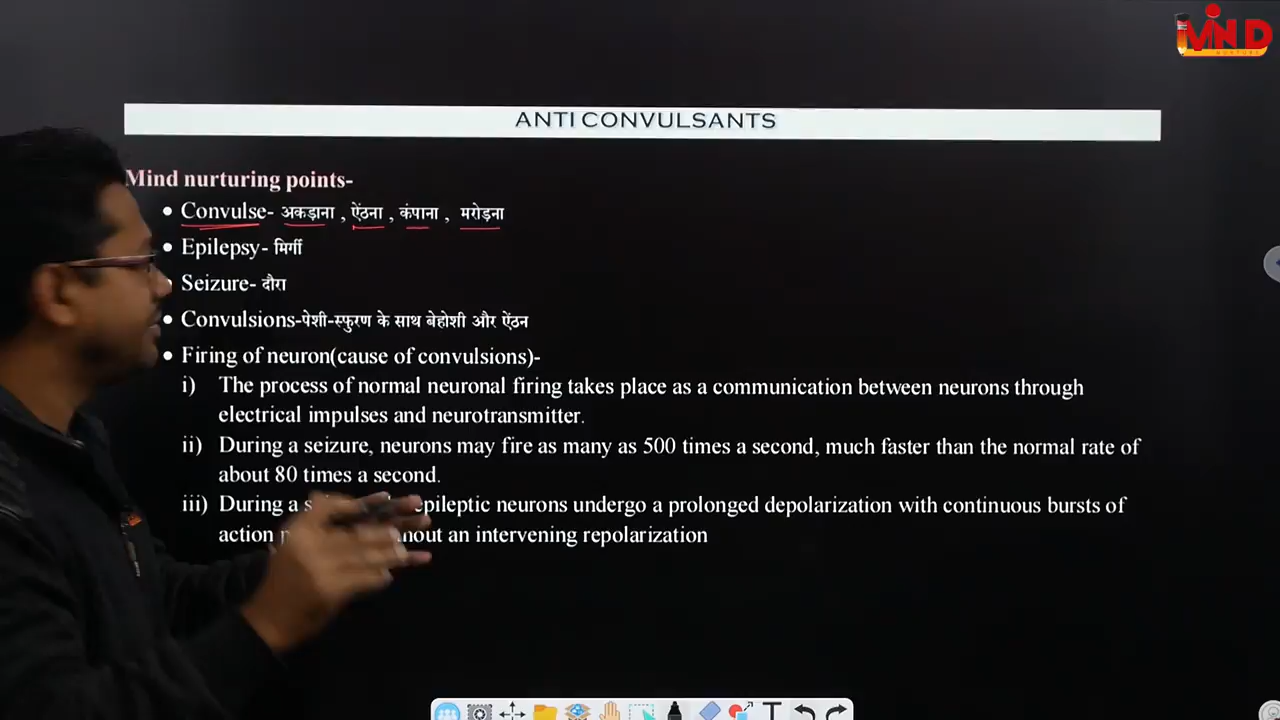 MIND
NURTURE
ANTI CONVULSANTS
Mind nurturing points-
• Convulse- अकड़ाना , ऐंठना , कंपाना , मरोड़ना
• Epilepsy- मिर्गी
Seizure- दौरा
• Convulsions-पेशी-स्फुरण के साथ बेहोशी और ऐंठन
• Firing of neuron(cause of convulsions)-
i) The process of normal neuronal firing takes place as a communication between neurons through
electrical impulses and neurotransmitter.
ii) During a seizure, neurons may fire as many as 500 times a second, much faster than the normal rate of
about 80 times a second.
iii) During a epileptic neurons undergo a prolonged depolarization with continuous bursts of
action an intervening repolarization